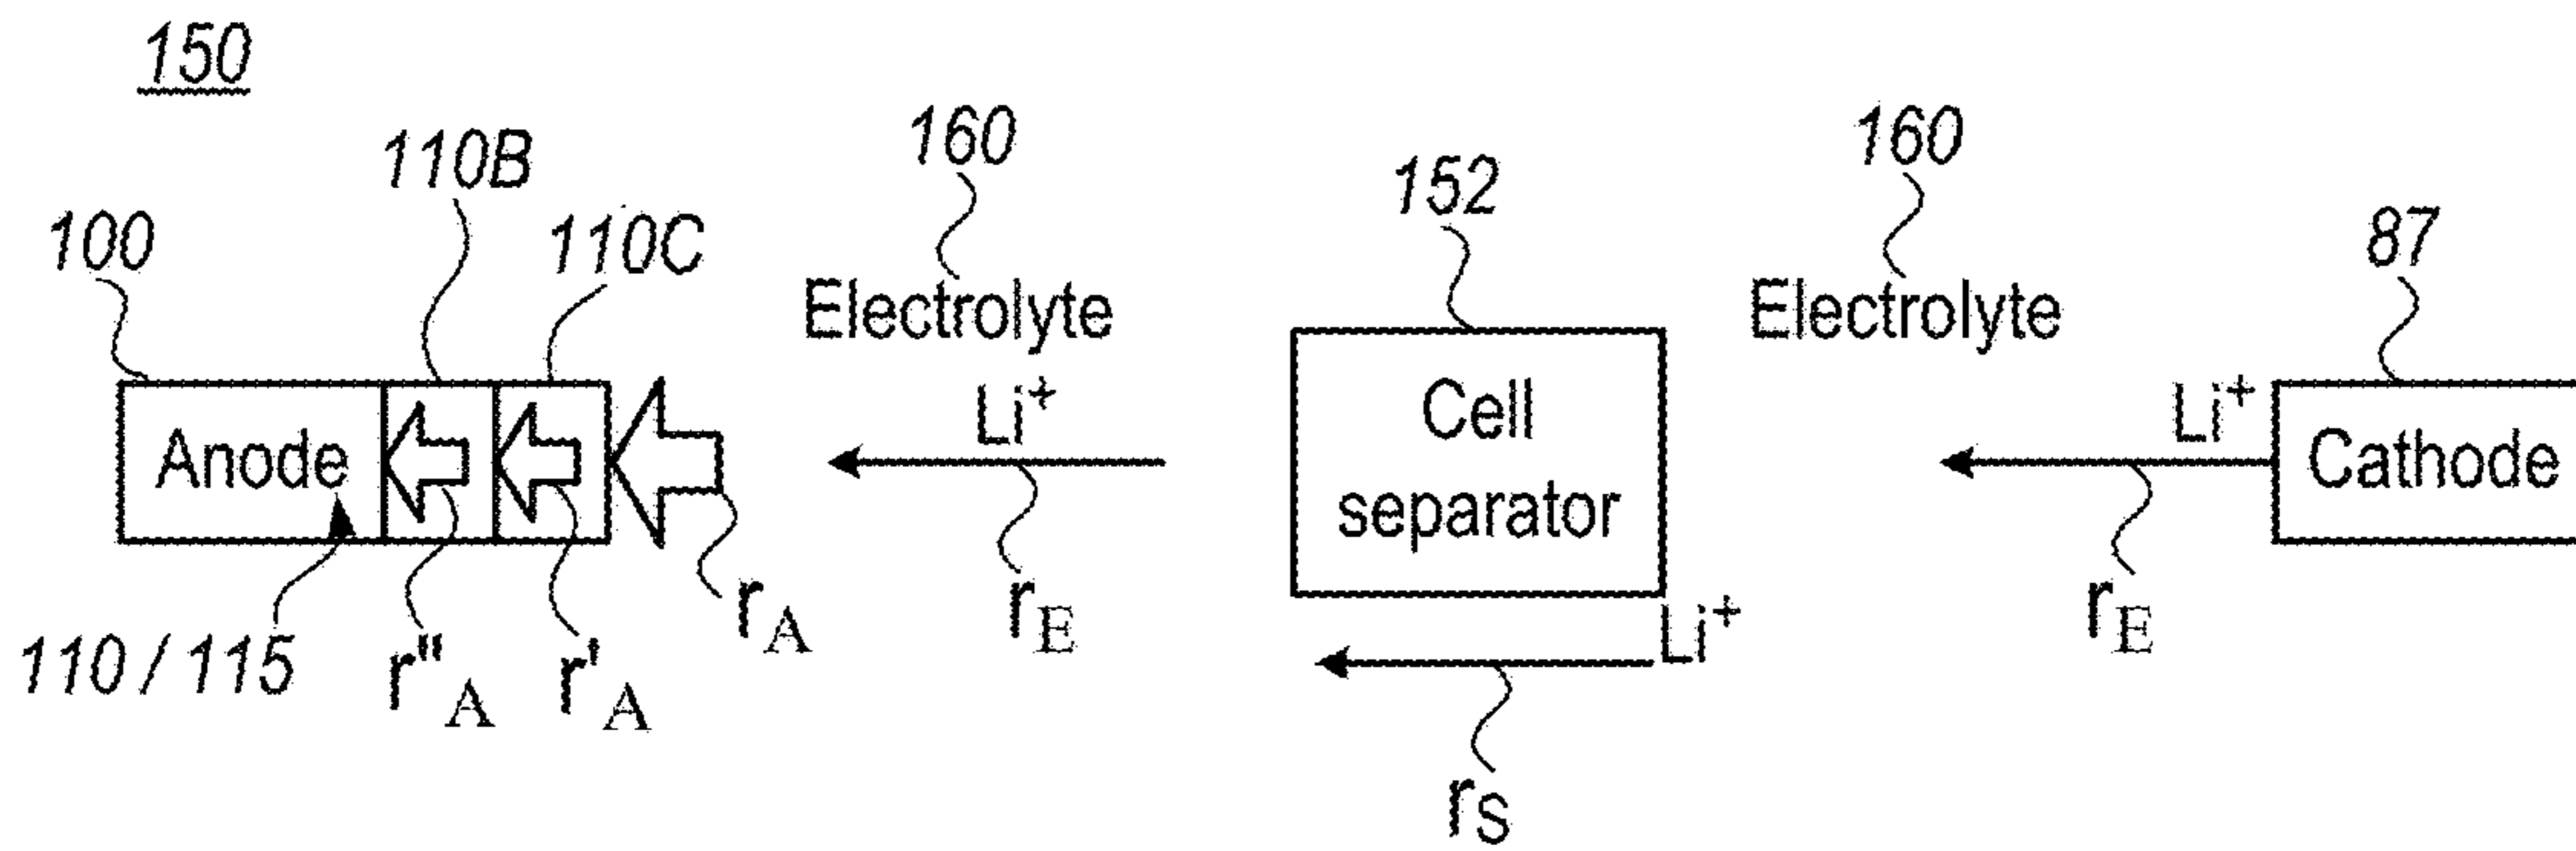 150
110B
160
160
152
100
110C
87
Electrolyte
Electrolyte
Li+
Li+
Anode
Cell
separator
Cathode
rA
rE
rE
110 / 115
r"A
r'A
Li+
rS